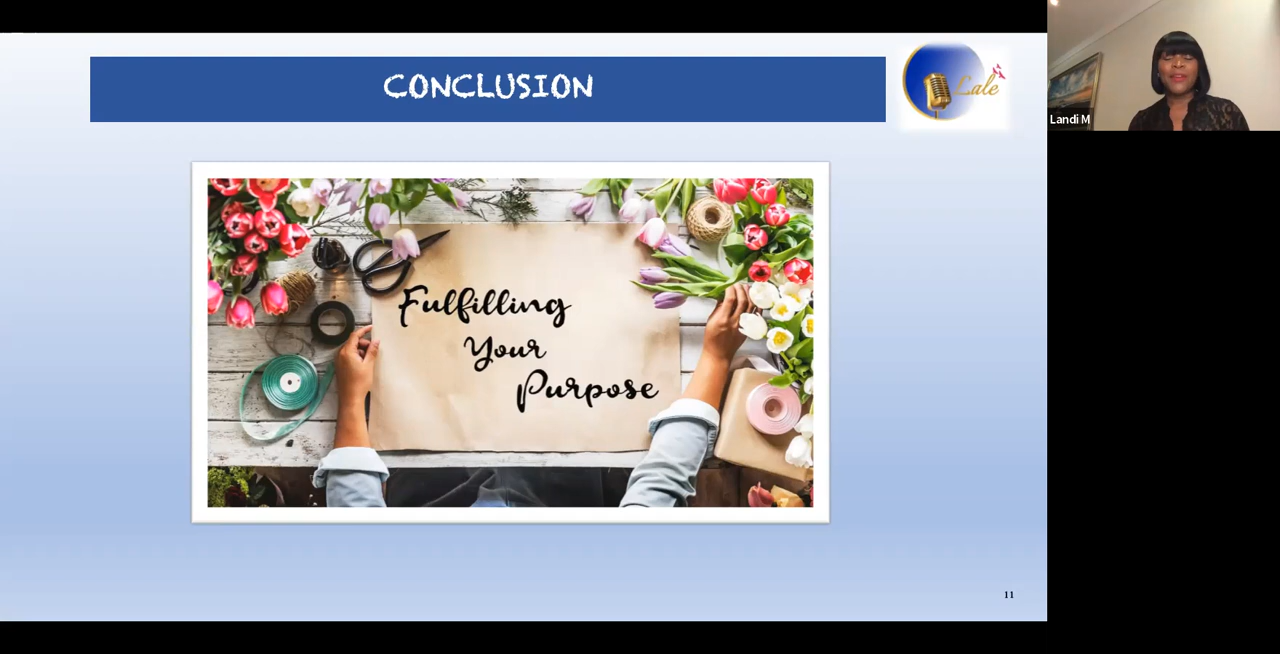 CONCLUSION
Lale
Fulfilling
Your
Purpose
11
Landi M